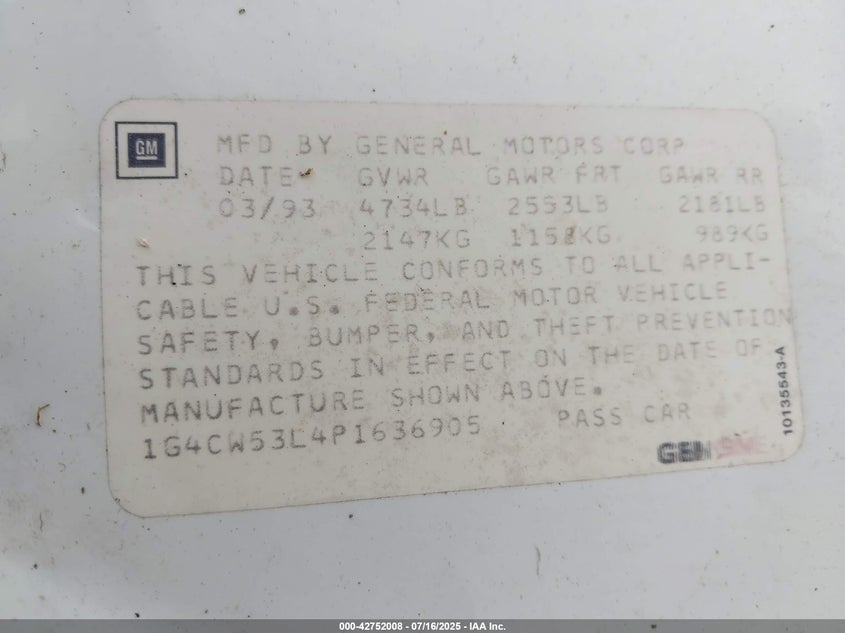 GM
MFD BY GENERAL MOTORS CORP
DATE GVWR GAWR FRT GAWR RR
03/93 4734LB 2553LB 2181LB
2147KG 1158KG 989KG
THIS VEHICLE CONFORMS TO ALL APPLI-
CABLE U.S. FEDERAL MOTOR VEHICLE
SAFETY, BUMPER, AND THEFT PREVENTION
STANDARDS IN EFFECT ON THE DATE OF
MANUFACTURE SHOWN ABOVE.
1G4CW53L4P1636905 PASS CAR
10135543-A
000-42752008 - 07/16/2025 - IAA Inc.